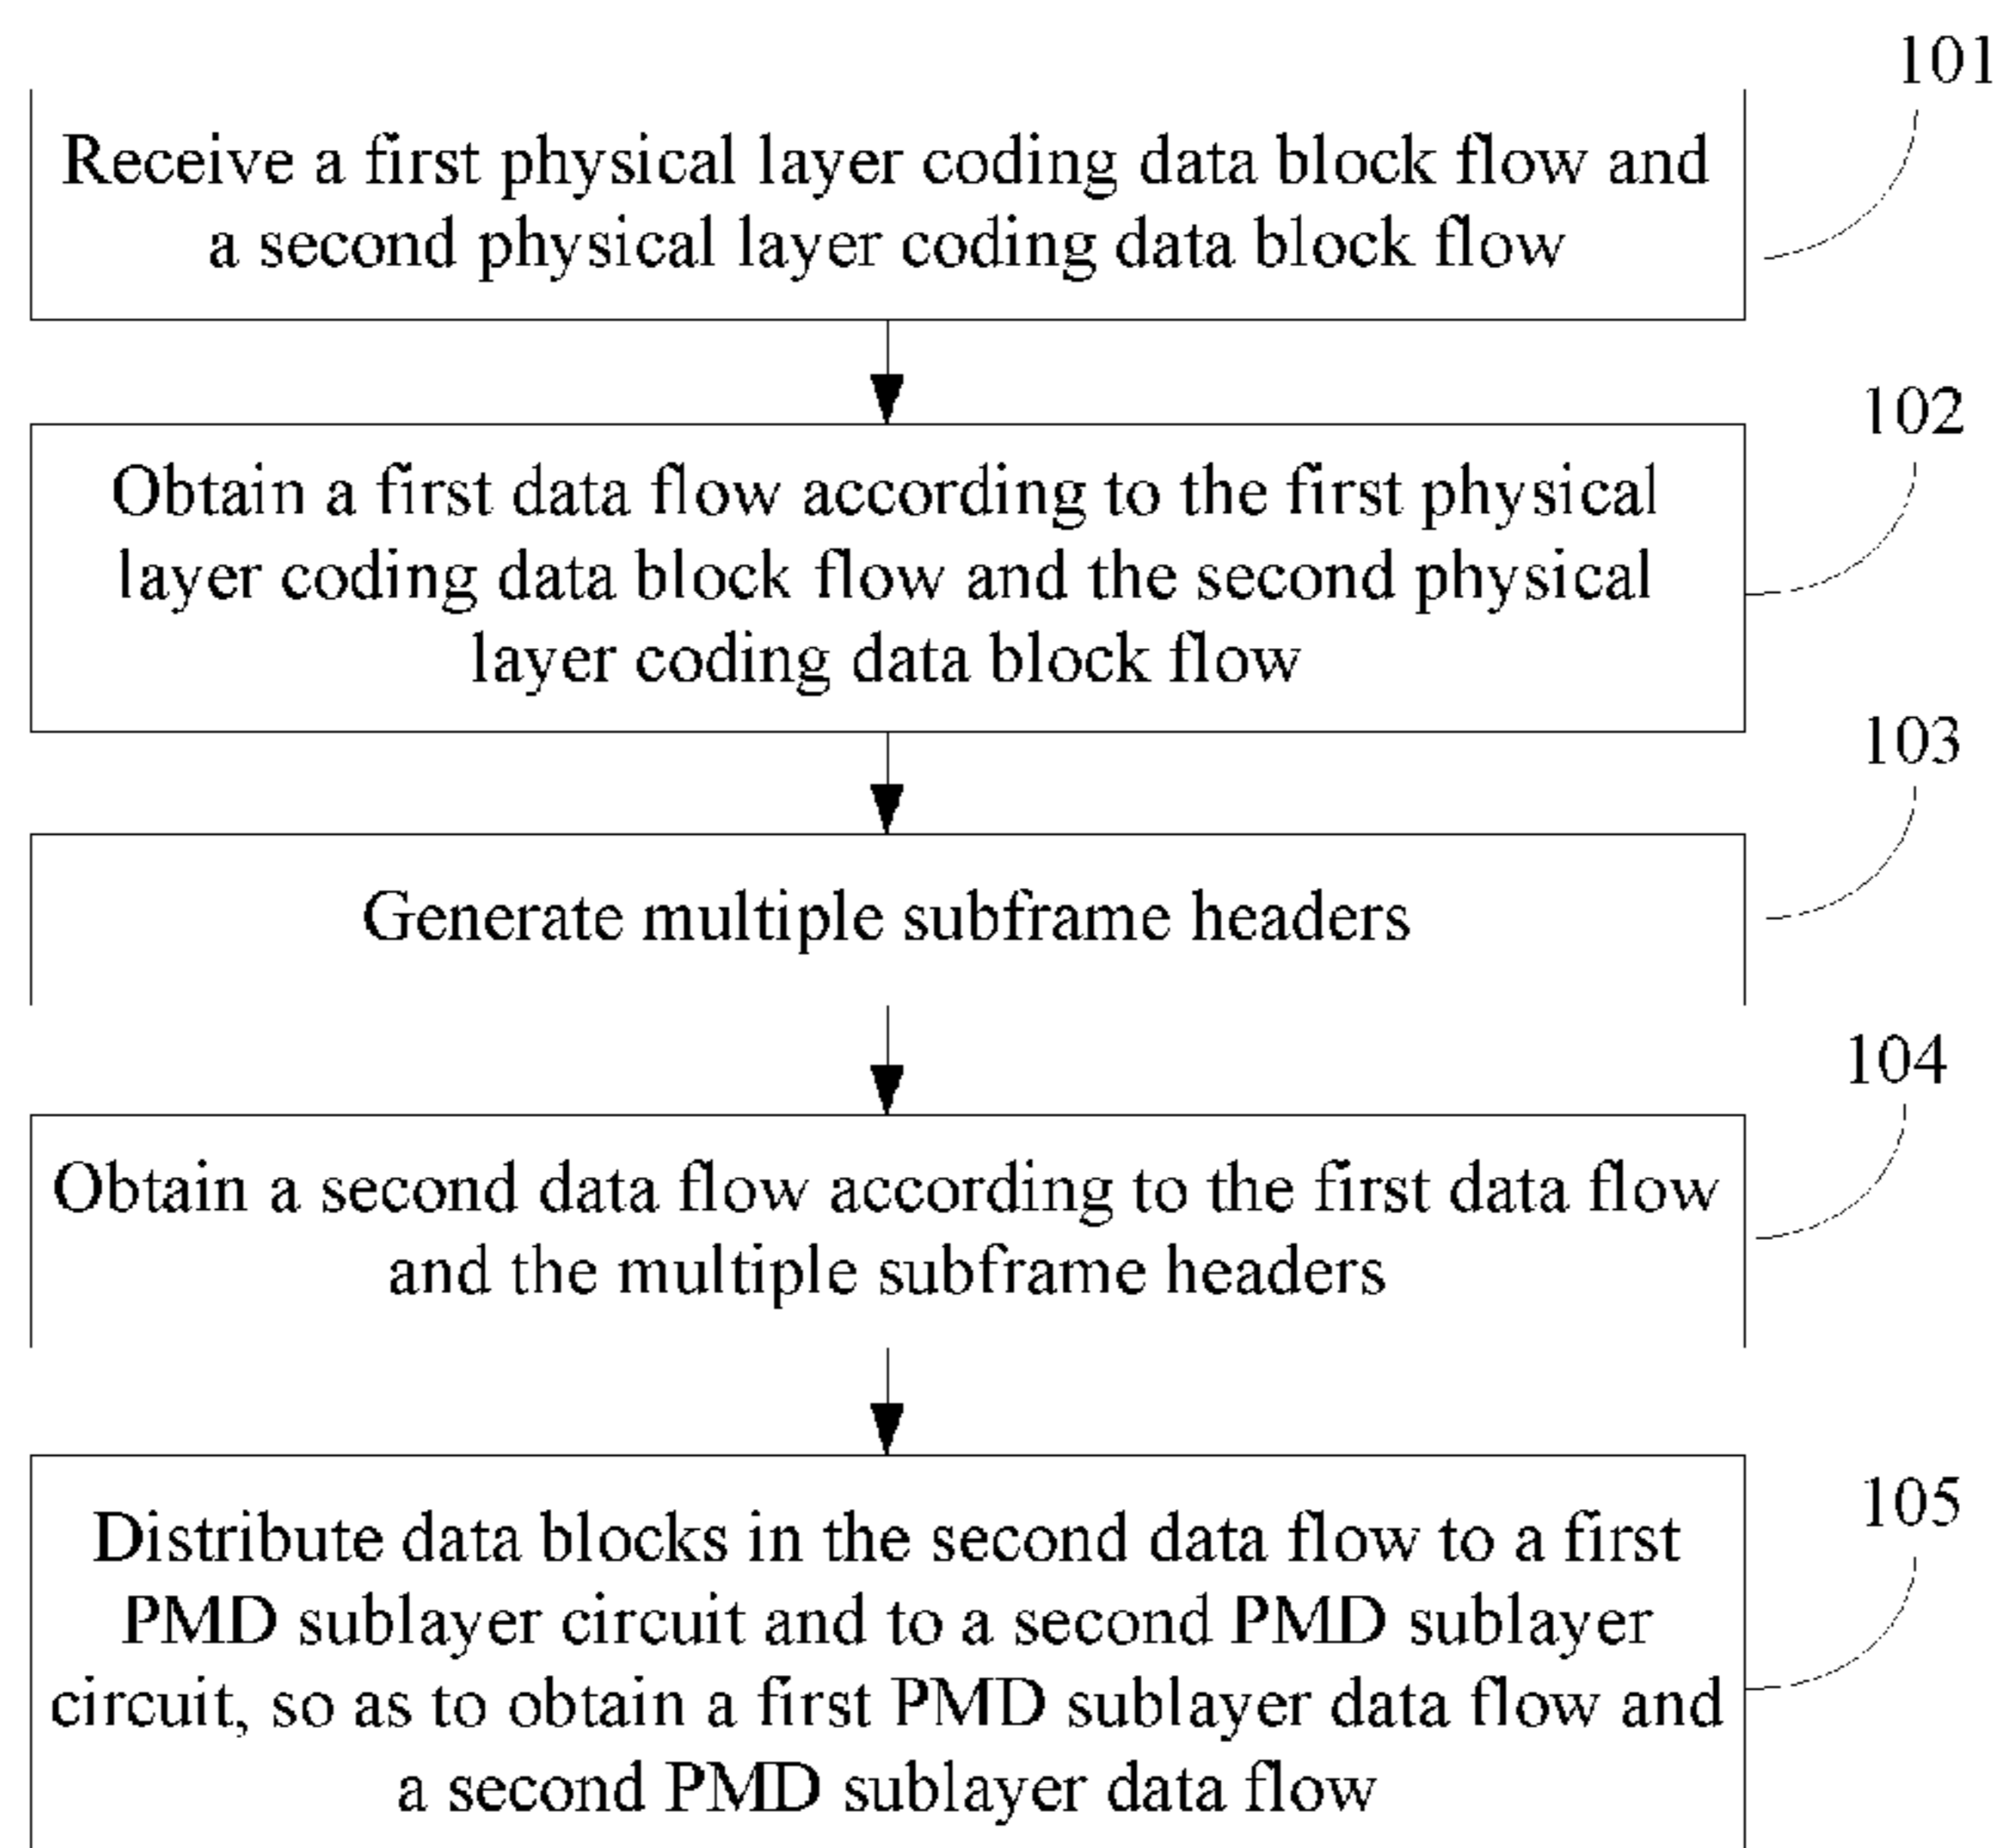 101
Receive a first physical layer coding data block flow and
a second physical layer coding data block flow
102
Obtain a first data flow according to the first physical
layer coding data block flow and the second physical
layer coding data block flow
103
Generate multiple subframe headers
104
Obtain a second data flow according to the first data flow
and the multiple subframe headers
105
Distribute data blocks in the second data flow to a first
PMD sublayer circuit and to a second PMD sublayer
circuit, so as to obtain a first PMD sublayer data flow and
a second PMD sublayer data flow